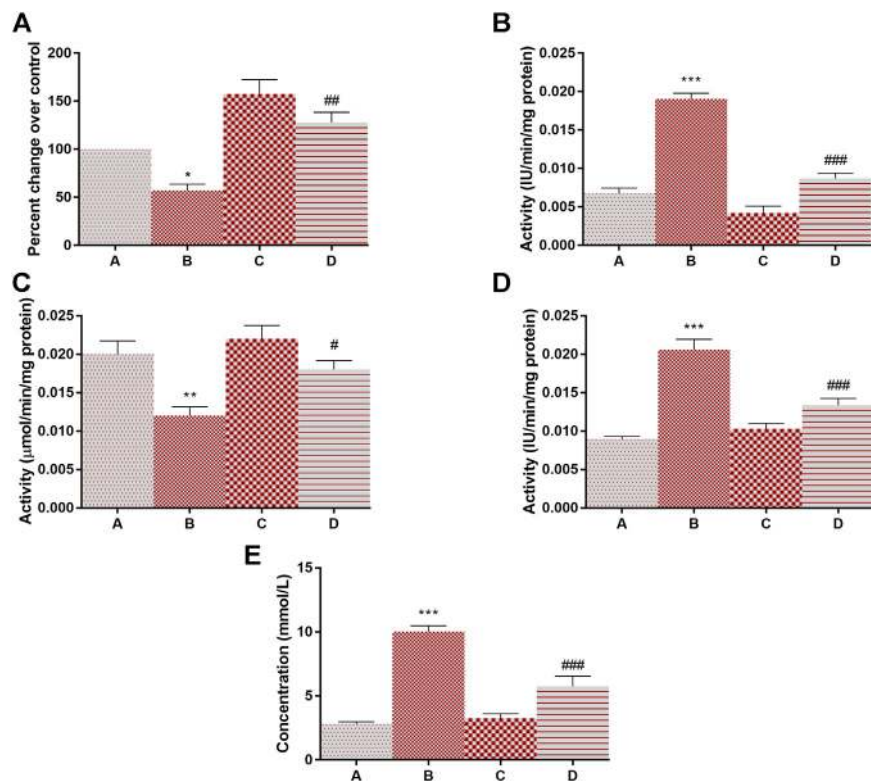 A
Percent change over control
200
150
100
50
0
*
##
A B C D
B
Activity (IU/min/mg protein)
0.025
0.020
0.015
0.010
0.005
0.000
***
###
A B C D
C
Activity (µmol/min/mg protein)
0.025
0.020
0.015
0.010
0.005
0.000
**
#
A B C D
D
Activity (IU/min/mg protein)
0.025
0.020
0.015
0.010
0.005
0.000
***
###
A B C D
E
Concentration (mmol/L)
15
10
5
0
***
###
A B C D